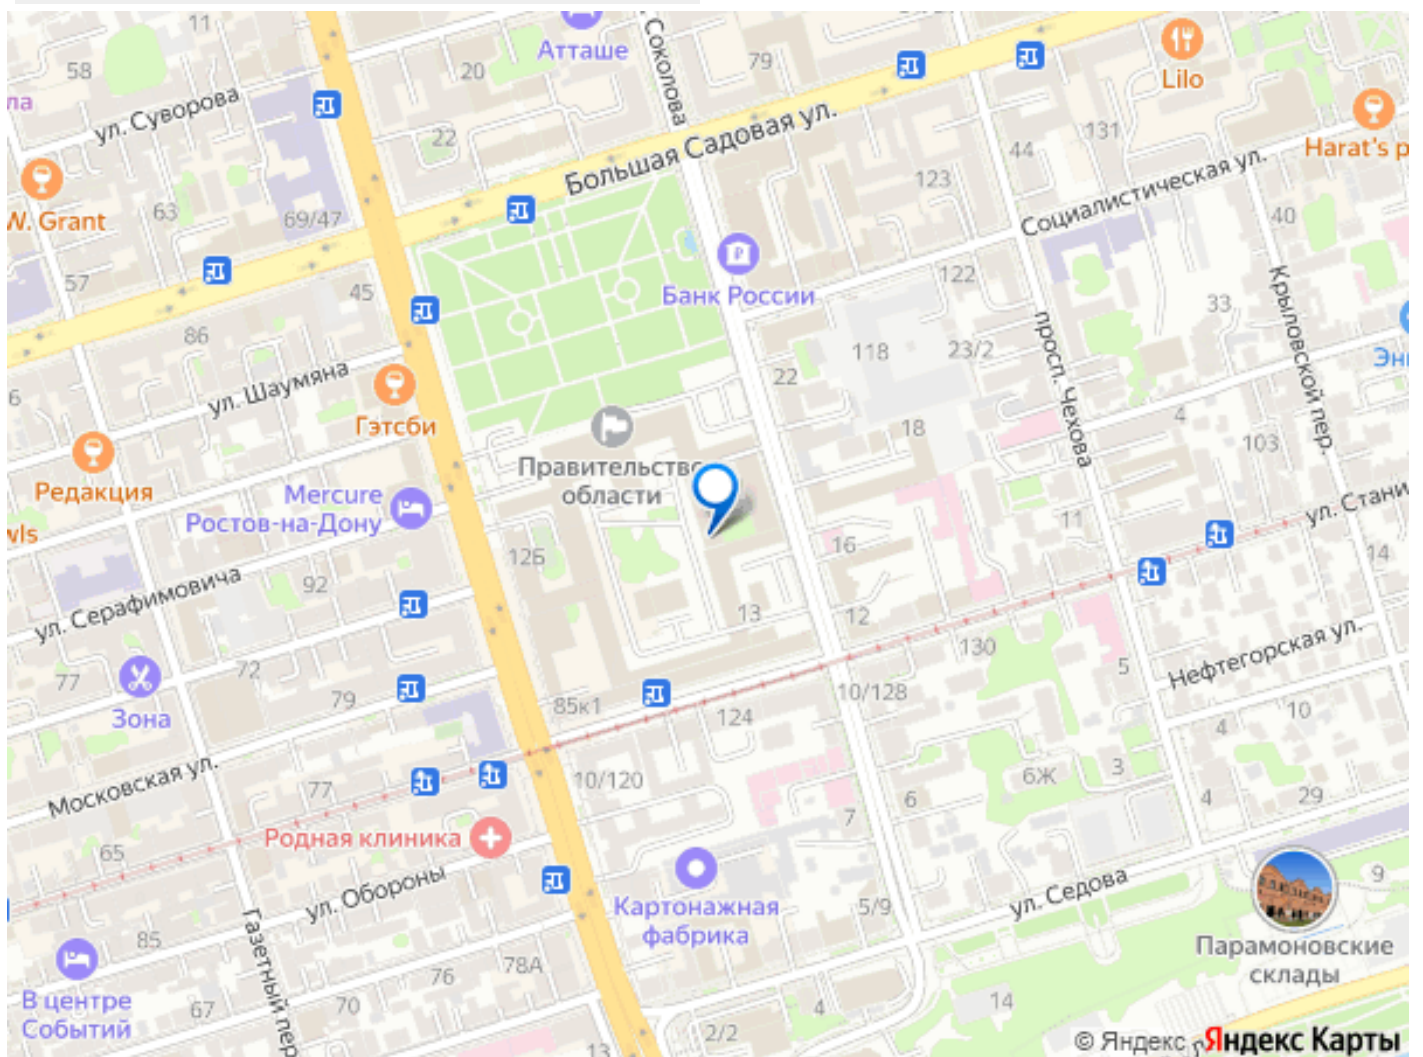 11
Атташе
Соколова
79
Lilo
58
20
ла
ул. Суворова
Большая Садовая ул.
22
131
Harat's p
44
W. Grant
63
69/47
123
Социалистическая ул.
40
57
45
Банк России
122
Крыловской пер.
33
86
просп. Чехова
118
23/2
Эн
ул. Шаумяна
22
6
Гэтсби
4
18
103
Правительство
области
Редакция
Mercure
Ростов-на-Дону
wls
ул. Стани
11
16
14
12Б
92
ул. Серафимовича
13
12
130
Нефтегорская ул.
72
77
5
79
10/128
Зона
85к1
124
10
4
Московская ул.
77
10/120
6Ж
3
6
4
29
7
Родная клиника
65
ул. Обороны
ул. Седова
9
Картонажная
фабрика
5/9
Газетный пер
85
Парамоновские
склады
78А
76
В центре
Событий
67
70
4
14
2/2
13
© Яндекс
Яндекс Карты